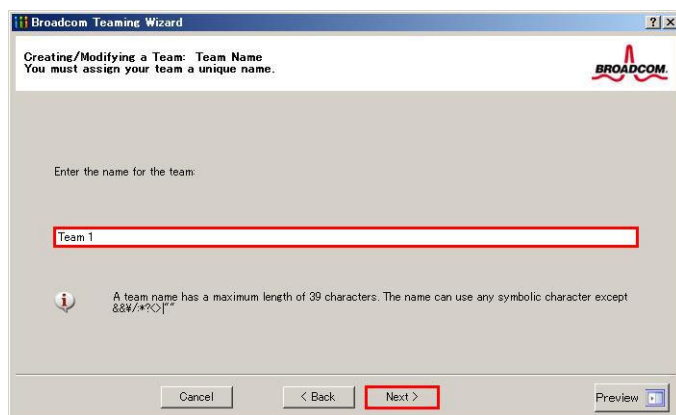 Broadcom Teaming Wizard
Creating/Modifying a Team: Team Name
You must assign your team a unique name.
BROADCOM.
Enter the name for the team:
Team 1
A team name has a maximum length of 39 characters. The name can use any symbolic character except
&&¥/:*?<>|""
Cancel
< Back
Next >
Preview